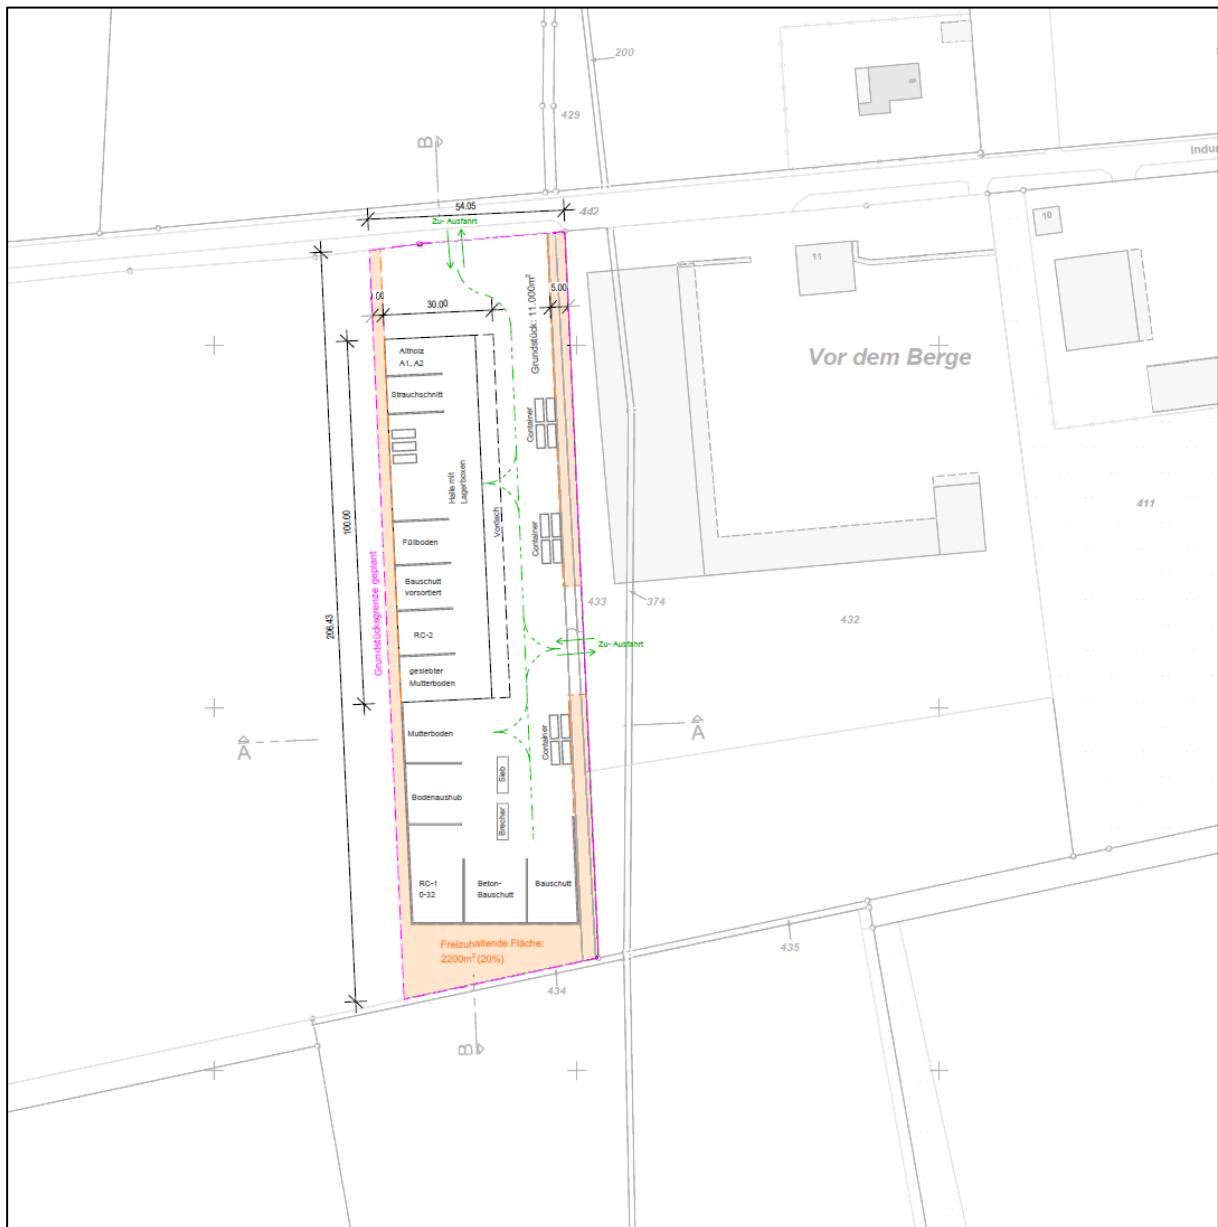 200
429
B
Indus
54.05
442
Zu- Ausfahrt
10
11
Grundstück: 11.000m²
.00
30.00
5.00
Altholz
A1, A2
Vor dem Berge
Strauchschnitt
Container
Halle mit
Lagerboxen
Vordach
411
100.00
Container
Füllboden
Bauschutt
vorsortiert
Grundstücksgrenze geplant
206.43
433
374
432
RC-2
Zu- Ausfahrt
gesiebter
Mutterboden
Mutterboden
Container
A
A
Sieb
Bodenaushub
Brecher
RC-1
0-32
Beton-
Bauschutt
Bauschutt
Freizuhaltende Fläche:
2200m² (20%)
435
434
B